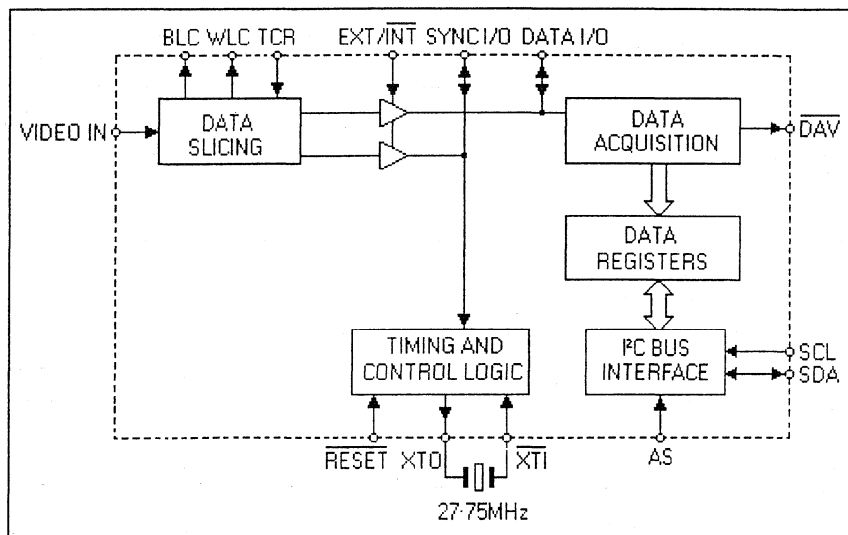 BLC WLC TCR EXT/INT SYNC I/O DATA I/O
VIDEO IN
DATA
SLICING
DATA
ACQUISITION
DAV
DATA
REGISTERS
TIMING AND
CONTROL LOGIC
I²C BUS
INTERFACE
SCL
SDA
RESET XTO XTI AS
27·75MHz